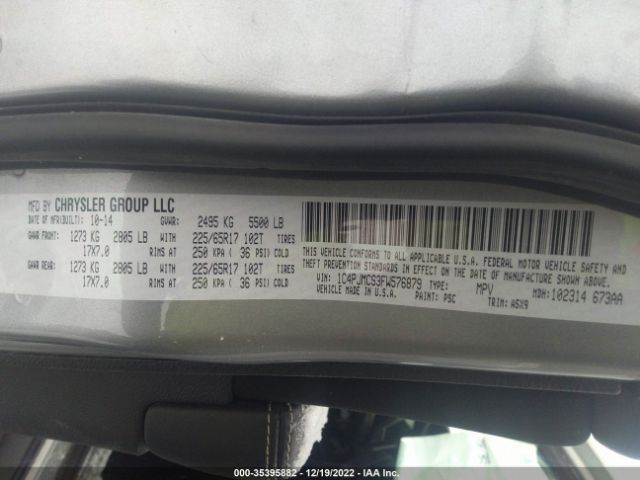 MFD BY CHRYSLER GROUP LLC
DATE OF MFR(BUILT): 10-14 GVWR: 2495 KG 5500 LB
GAWR FRONT: 1273 KG 2805 LB WITH 225/65R17 102T TIRES
17X7.0 RIMS AT 250 KPA ( 36 PSI) COLD
GAWR REAR: 1273 KG 2805 LB WITH 225/65R17 102T TIRES
17X7.0 RIMS AT 250 KPA ( 36 PSI) COLD
THIS VEHICLE CONFORMS TO ALL APPLICABLE U.S.A. FEDERAL MOTOR VEHICLE SAFETY AND
THEFT PREVENTION STANDARDS IN EFFECT ON THE DATE OF MANUFACTURE SHOWN ABOVE.
VIN: 1C4PJMCS3FW576879 TYPE: MPV MDH:102314 673AA
VEHICLE MADE IN U.S.A. PAINT: PSC TRIM: A5X9
000-35395882 - 12/19/2022 - IAA Inc.